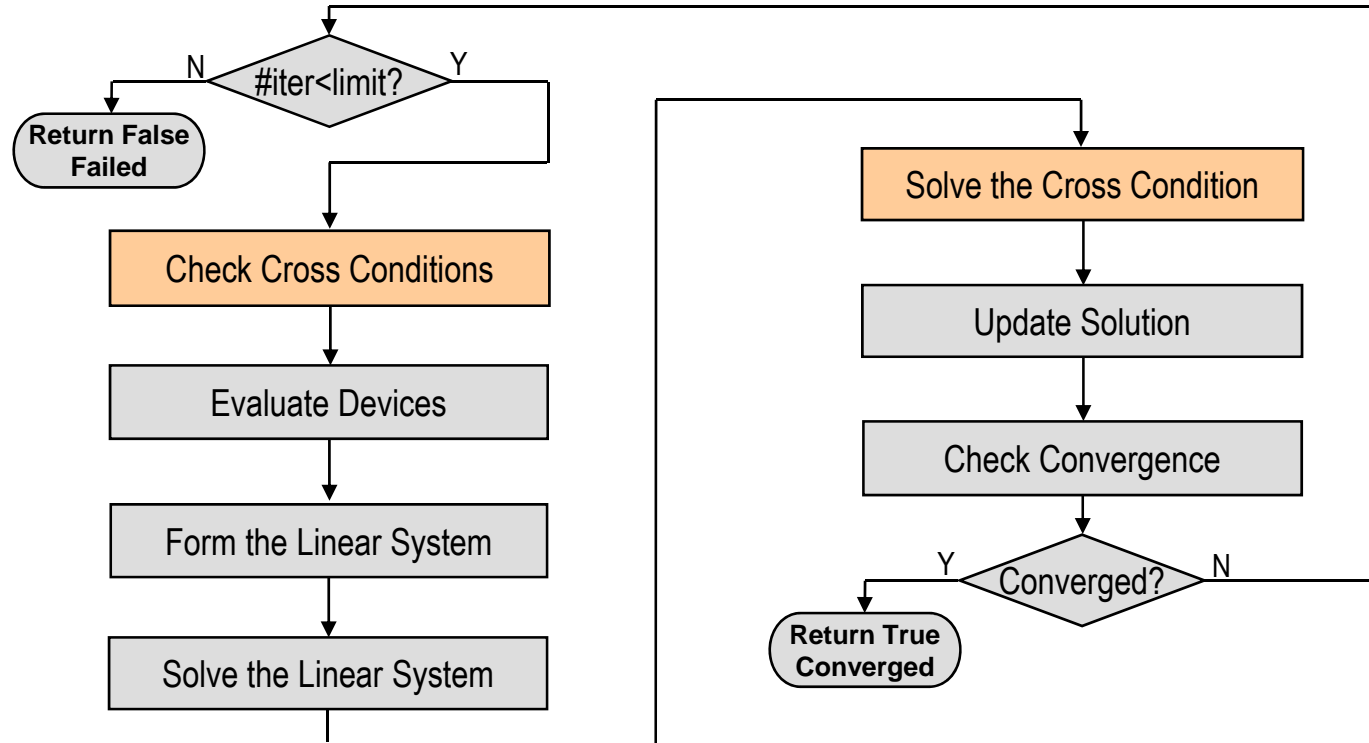 #iter<limit?
N
Y
Return False
Failed
Check Cross Conditions
Evaluate Devices
Form the Linear System
Solve the Linear System
Solve the Cross Condition
Update Solution
Check Convergence
Converged?
Y
N
Return True
Converged